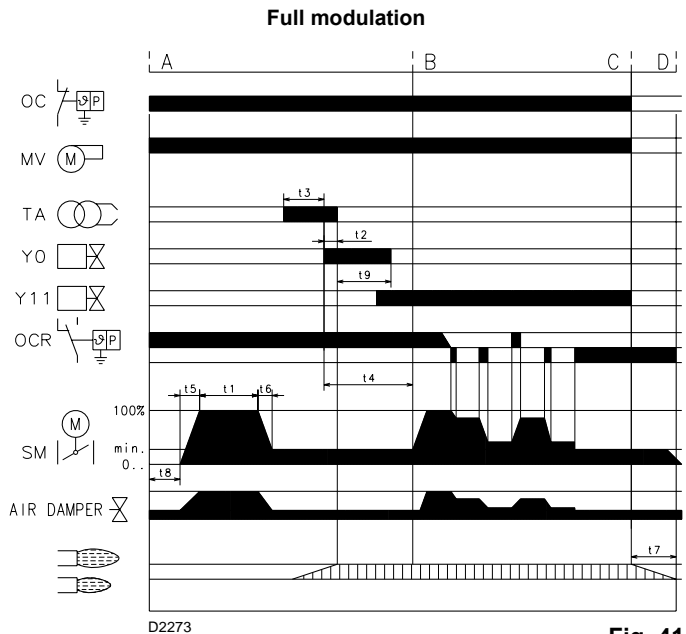 Full modulation
A B C D
OC ϑ P
MV M
t3
TA
t2
Y0
t9
Y11
OCR ϑ P
t4
t5 t1 t6
100%
M
SM
min.
0..
t8
AIR DAMPER
t7
D2273
Fig. 41